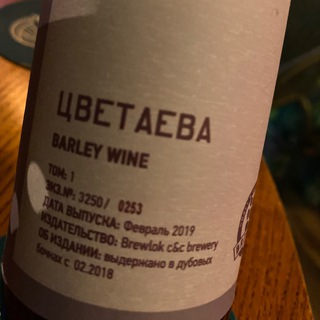 ЦВЕТАЕВА
BARLEY WINE
ТОМ: 1
ЭКЗ.№: 3250/ 0253
ДАТА ВЫПУСКА: Февраль 2019
ИЗДАТЕЛЬСТВО: Brewlok c&c brewery
ОБ ИЗДАНИИ: выдержано в дубовых
бочках с 02.2018